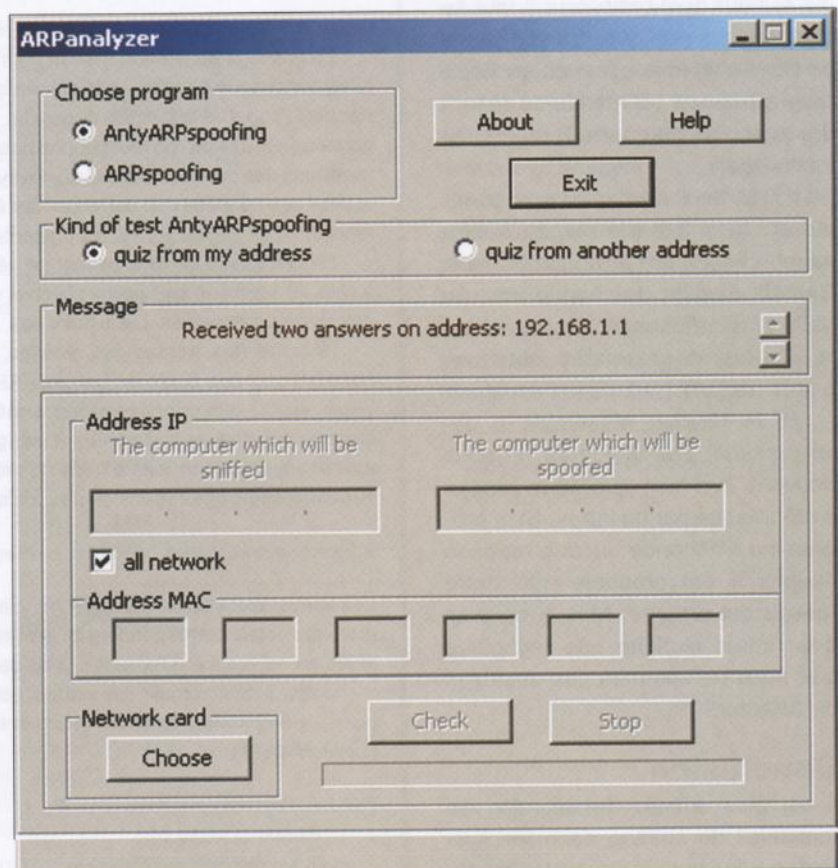 ARPanalyzer
Choose program
AntyARPspoofing
ARPspoofing
About
Help
Exit
Kind of test AntyARPspoofing
quiz from my address
quiz from another address
Message
Received two answers on address: 192.168.1.1
Address IP
The computer which will be
sniffed
The computer which will be
spoofed
all network
Address MAC
Network card
Choose
Check
Stop